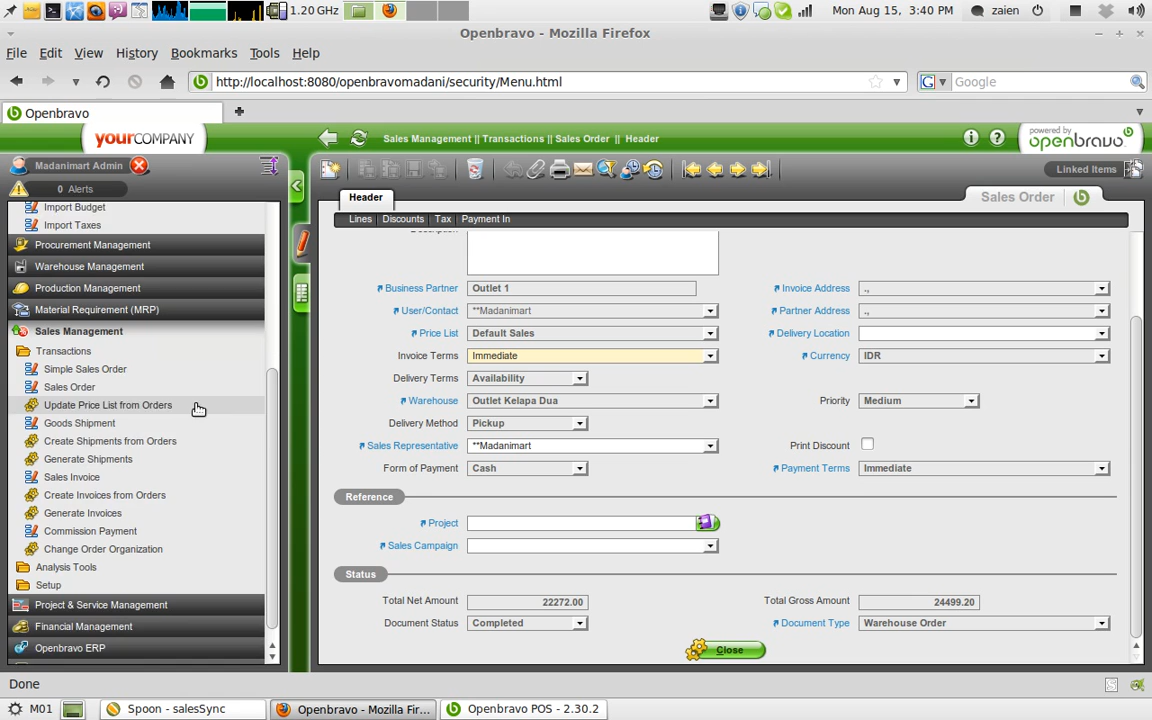 1.20 GHz
Mon Aug 15, 3:40 PM
zaien
Openbravo - Mozilla Firefox
File Edit View History Bookmarks Tools Help
http://localhost:8080/openbravomadani/security/Menu.html
Google
Openbravo
yourCOMPANY
Sales Management || Transactions || Sales Order || Header
powered by
openbravo
Madanimart Admin
Linked Items
0 Alerts
Header
Sales Order
Lines Discounts Tax Payment In
Import Budget
Import Taxes
Procurement Management
Warehouse Management
Production Management
Material Requirement (MRP)
Sales Management
Transactions
Simple Sales Order
Sales Order
Update Price List from Orders
Goods Shipment
Create Shipments from Orders
Generate Shipments
Sales Invoice
Create Invoices from Orders
Generate Invoices
Commission Payment
Change Order Organization
Analysis Tools
Setup
Project & Service Management
Financial Management
Openbravo ERP
Description
Business Partner Outlet 1 Invoice Address .,
User/Contact **Madanimart Partner Address .,
Price List Default Sales Delivery Location
Invoice Terms Immediate Currency IDR
Delivery Terms Availability
Warehouse Outlet Kelapa Dua Priority Medium
Delivery Method Pickup
Sales Representative **Madanimart Print Discount
Form of Payment Cash Payment Terms Immediate
Reference
Project
Sales Campaign
Status
Total Net Amount 22272.00 Total Gross Amount 24499.20
Document Status Completed Document Type Warehouse Order
Close
Done
M01 Spoon - salesSync Openbravo - Mozilla Fir... Openbravo POS - 2.30.2